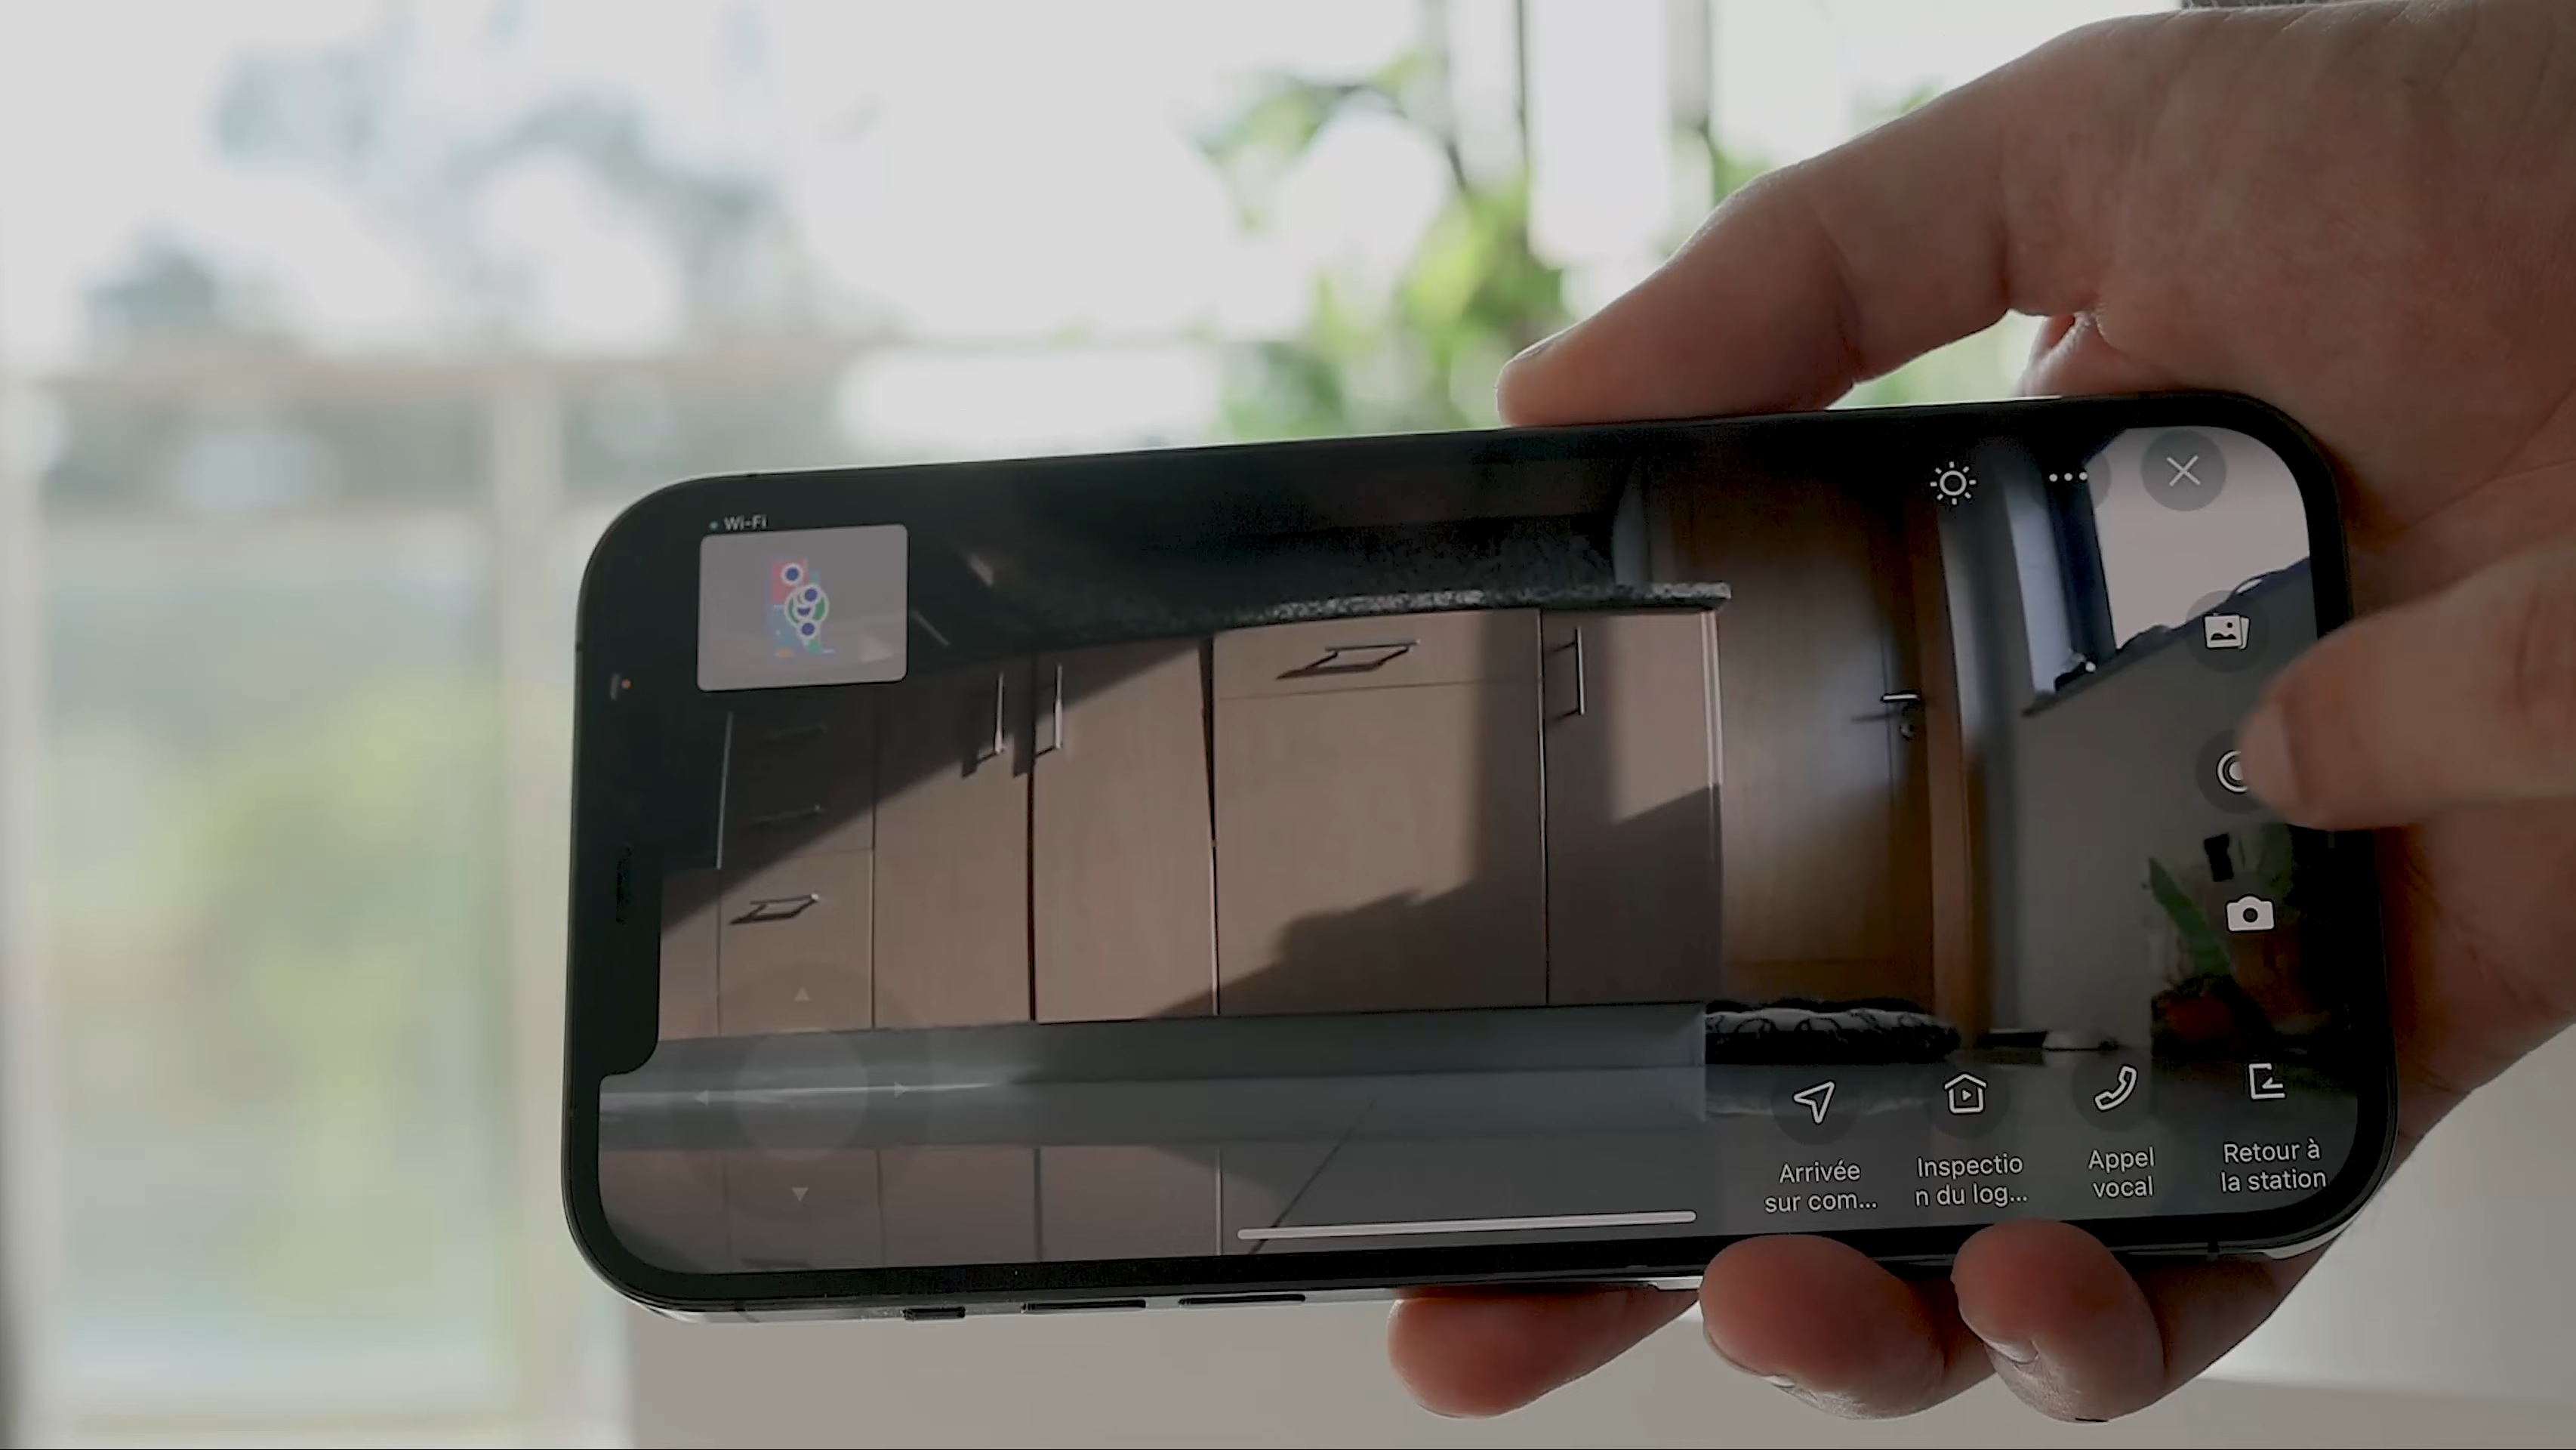 Wi-Fi
Arrivée
sur com...
Inspectio
n du log...
Appel
vocal
Retour à
la station